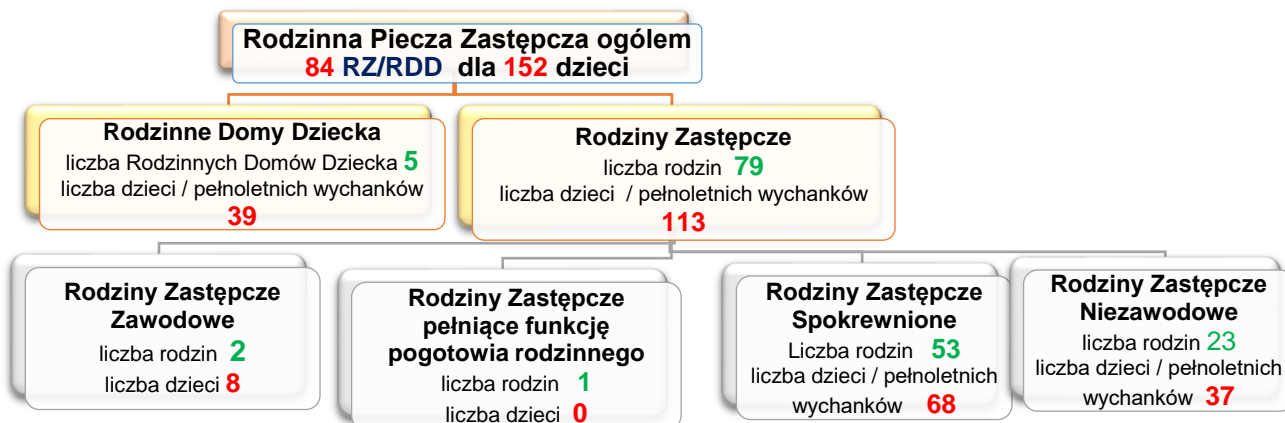 Rodzinna Piecza Zastępcza ogółem
84 RZ/RDD dla 152 dzieci
Rodzinne Domy Dziecka
liczba Rodzinnych Domów Dziecka 5
liczba dzieci / pełnoletnich wychanków
39
Rodziny Zastępcze
liczba rodzin 79
liczba dzieci / pełnoletnich wychanków
113
Rodziny Zastępcze
Zawodowe
liczba rodzin 2
liczba dzieci 8
Rodziny Zastępcze
pełniące funkcję
pogotowia rodzinnego
liczba rodzin 1
liczba dzieci 0
Rodziny Zastępcze
Spokrewnione
Liczba rodzin 53
liczba dzieci / pełnoletnich
wychanków 68
Rodziny Zastępcze
Niezawodowe
liczba rodzin 23
liczba dzieci / pełnoletnich
wychanków 37